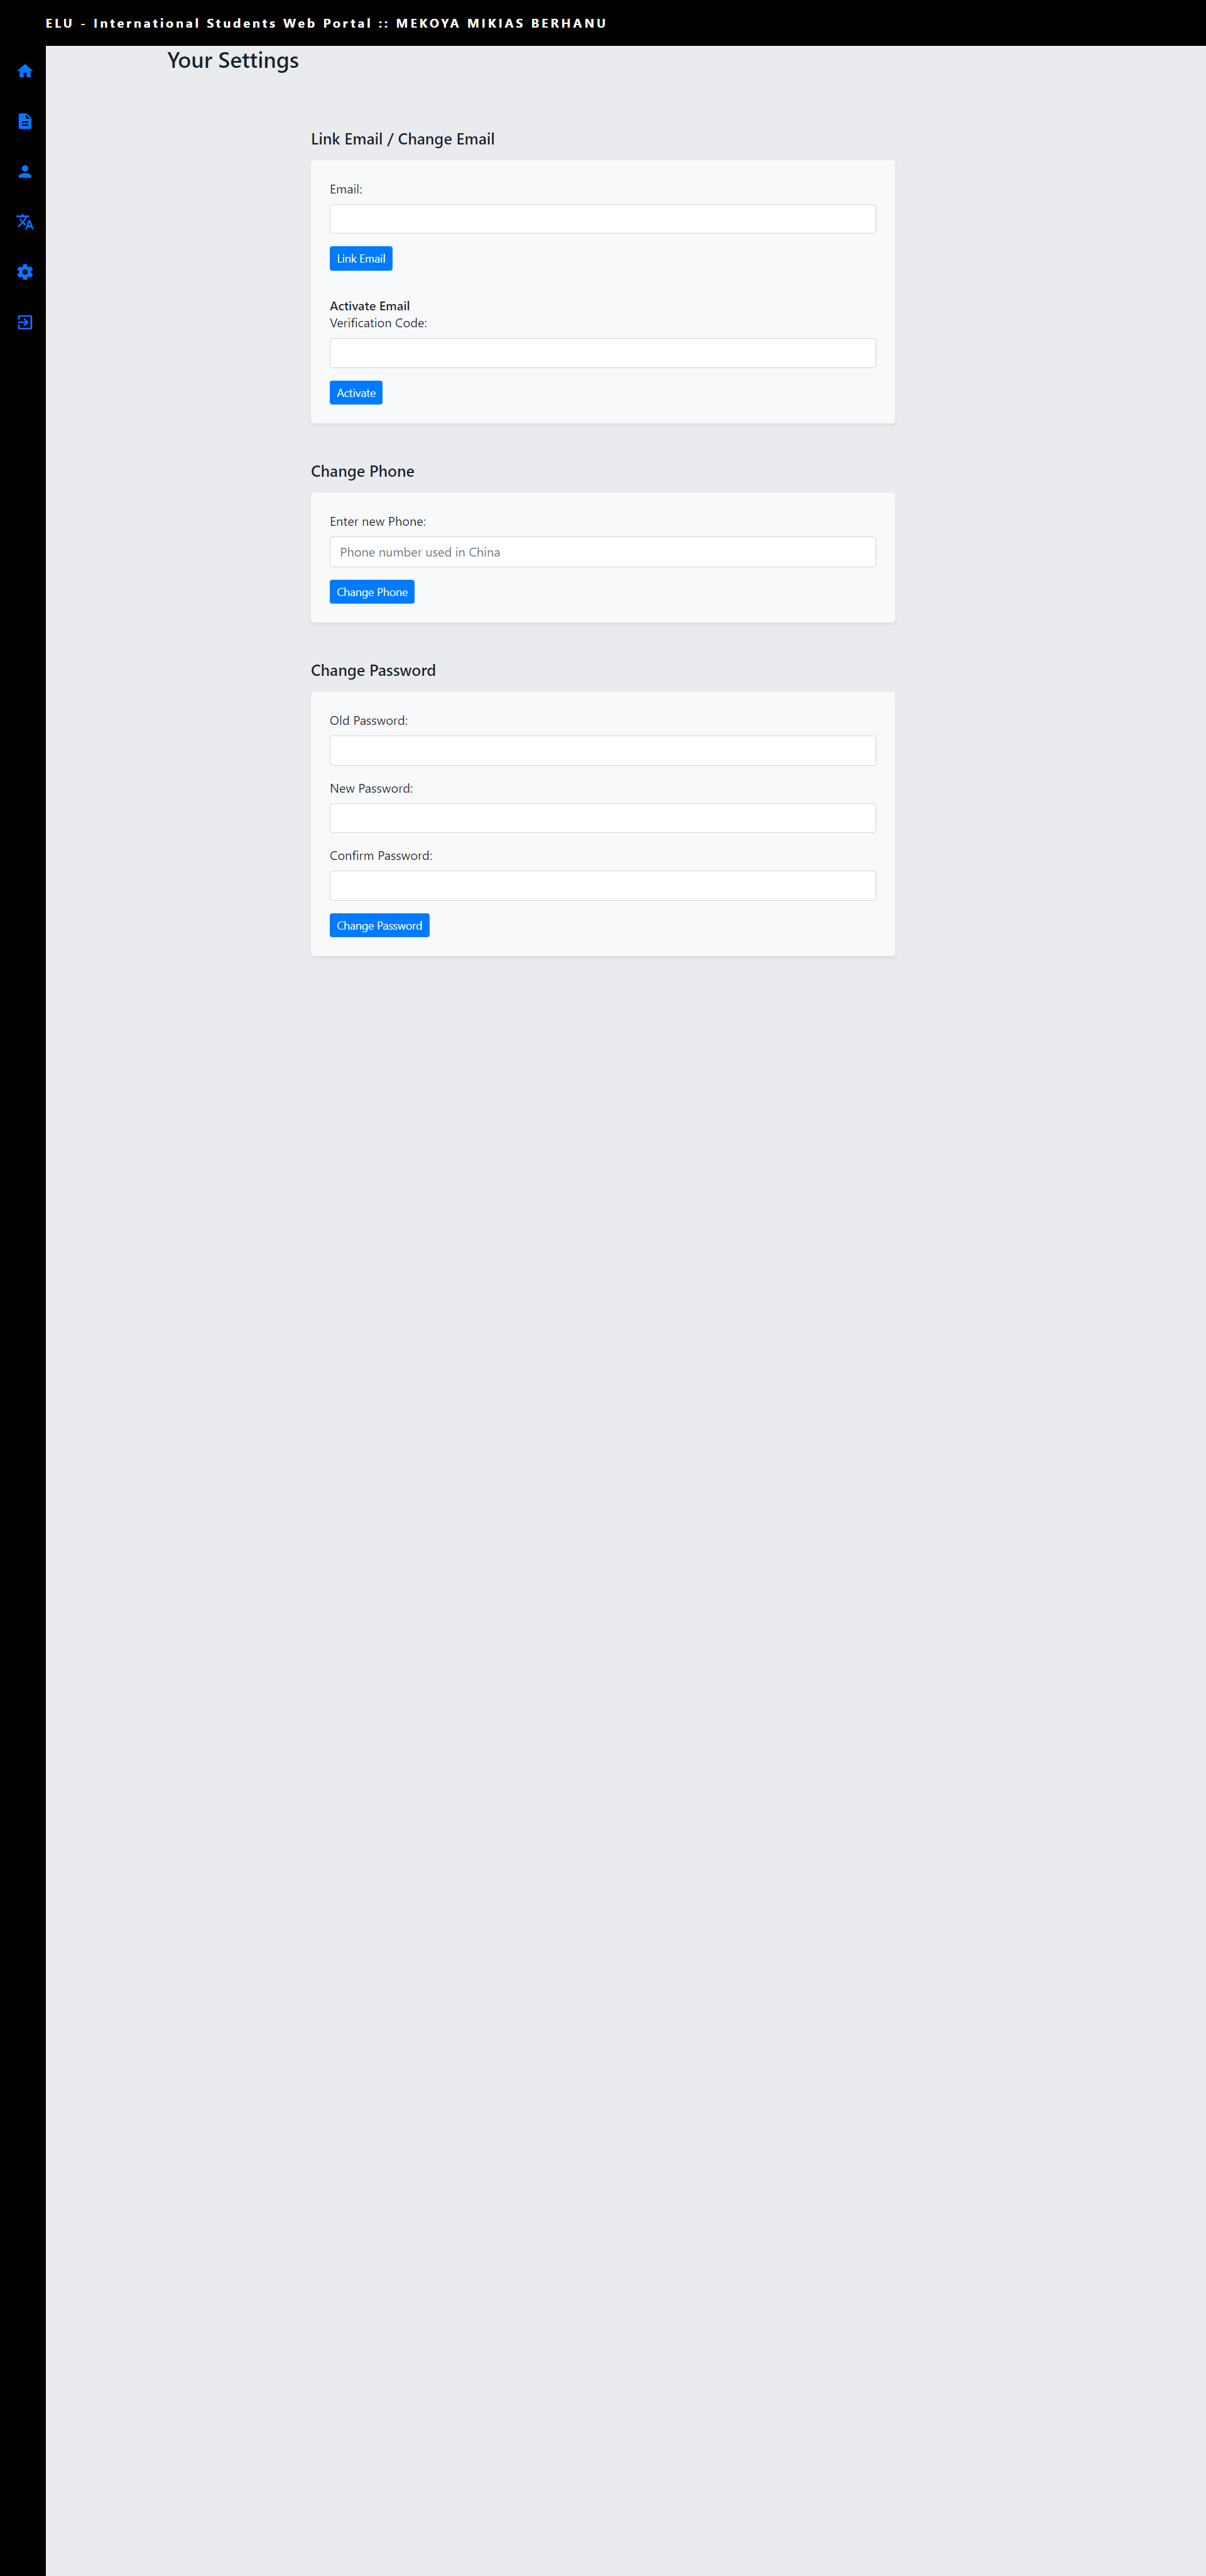 ELU - International Students Web Portal :: MEKOYA MIKIAS BERHANU
Your Settings
Link Email / Change Email
Email:
Link Email
Activate Email
Verification Code:
Activate
Change Phone
Enter new Phone:
Phone number used in China
Change Phone
Change Password
Old Password:
New Password:
Confirm Password:
Change Password